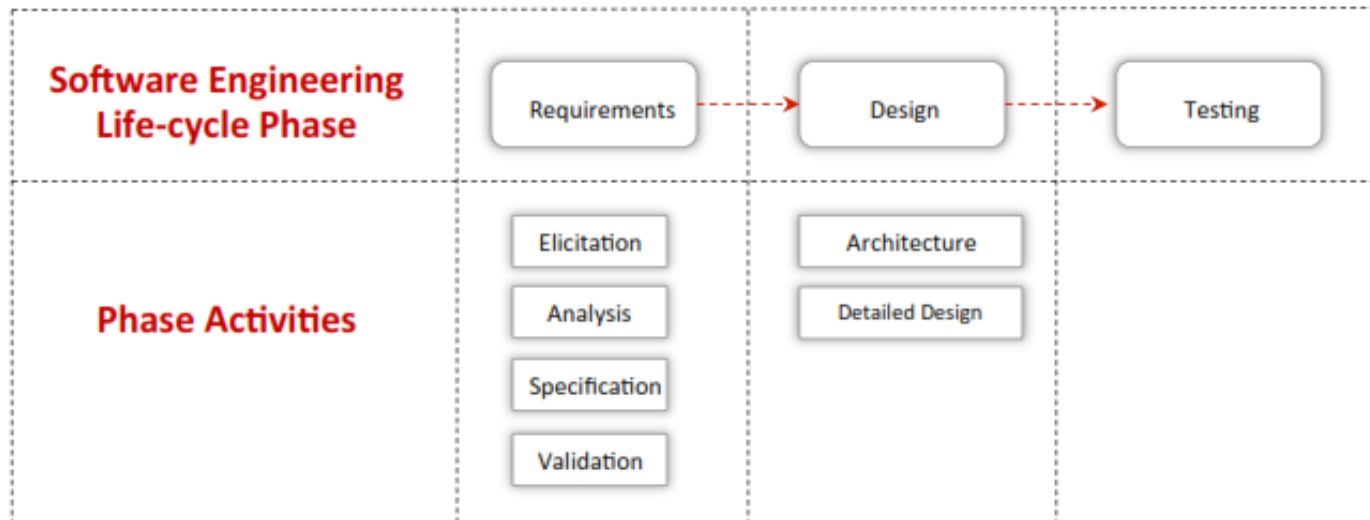 Software Engineering
Life-cycle Phase
Requirements
Design
Testing
Phase Activities
Elicitation
Analysis
Specification
Validation
Architecture
Detailed Design